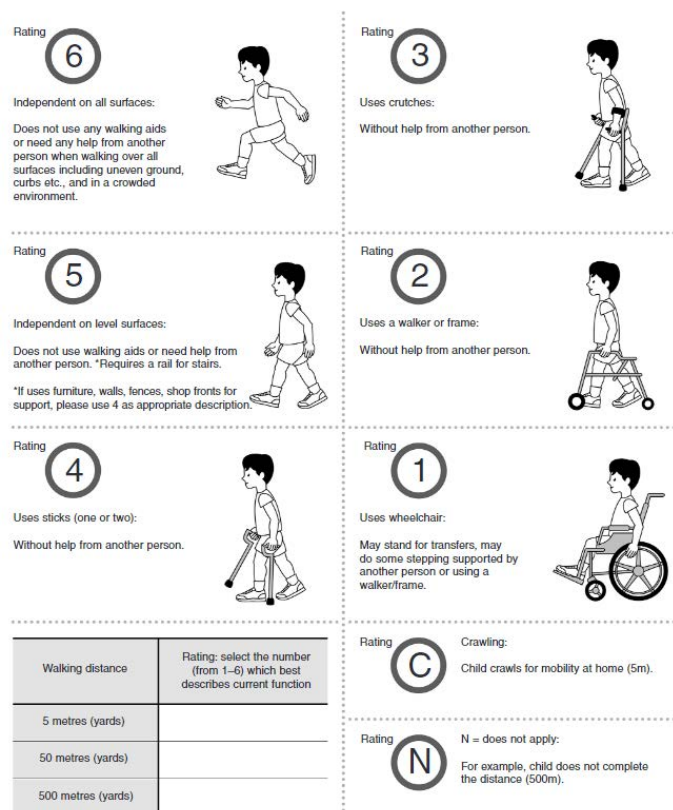 Rating
6
Independent on all surfaces:
Does not use any walking aids
or need any help from another
person when walking over all
surfaces including uneven ground,
curbs etc., and in a crowded
environment.
Rating
3
Uses crutches:
Without help from another person.
Rating
5
Independent on level surfaces:
Does not use walking aids or need help from
another person. *Requires a rail for stairs.
*If uses furniture, walls, fences, shop fronts for
support, please use 4 as appropriate description.
Rating
2
Uses a walker or frame:
Without help from another person.
Rating
4
Uses sticks (one or two):
Without help from another person.
Rating
1
Uses wheelchair:
May stand for transfers, may
do some stepping supported by
another person or using a
walker/frame.
Walking distance
Rating: select the number
(from 1–6) which best
describes current function
5 metres (yards)
50 metres (yards)
500 metres (yards)
Rating
C
Crawling:
Child crawls for mobility at home (5m).
Rating
N
N = does not apply:
For example, child does not complete
the distance (500m).